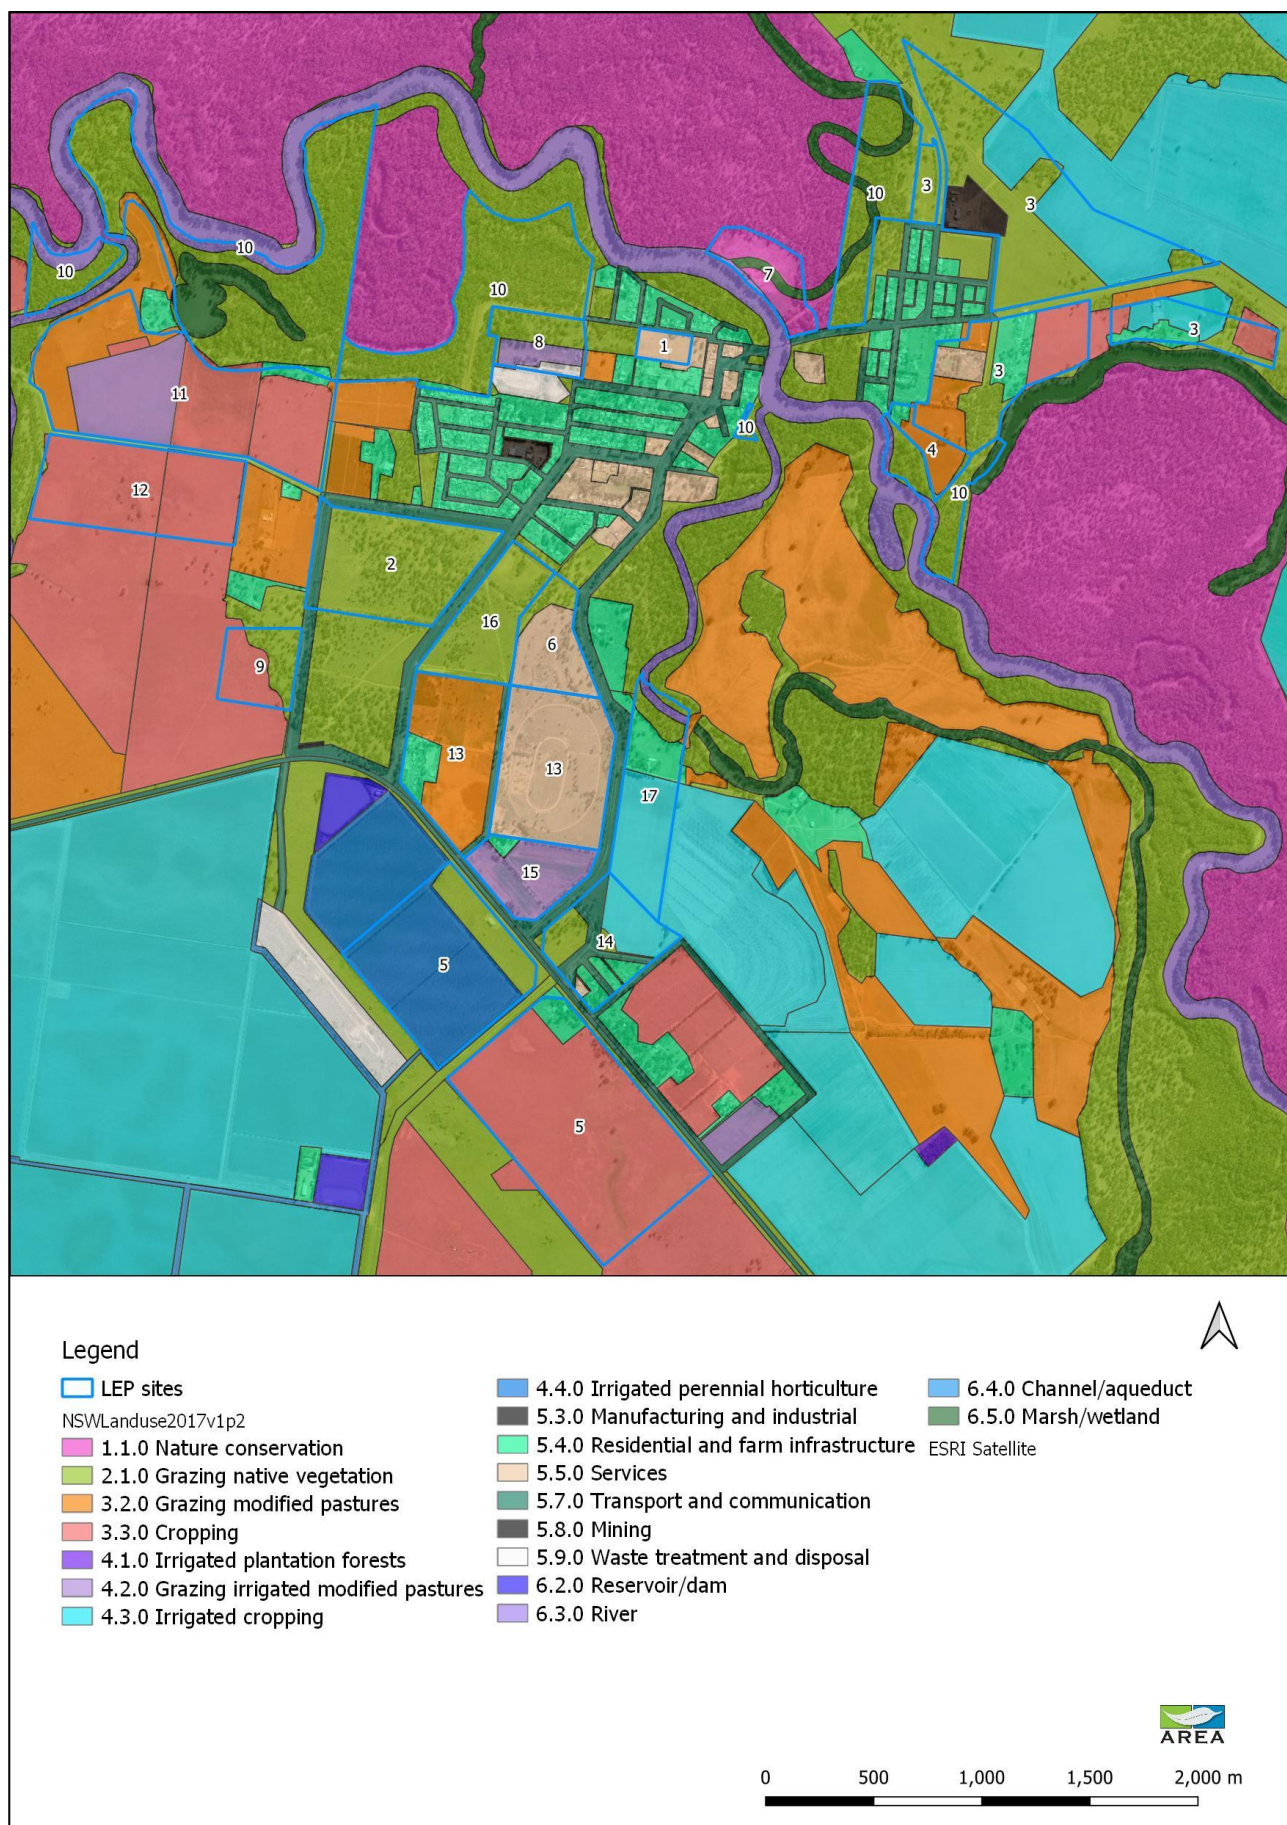 3
10
3
10
10
7
10
3
8
1
3
11
10
4
12
10
2
16
6
9
13
13
17
15
14
5
5
Legend
LEP sites
NSWLanduse2017v1p2
1.1.0 Nature conservation
2.1.0 Grazing native vegetation
3.2.0 Grazing modified pastures
3.3.0 Cropping
4.1.0 Irrigated plantation forests
4.2.0 Grazing irrigated modified pastures
4.3.0 Irrigated cropping
4.4.0 Irrigated perennial horticulture
5.3.0 Manufacturing and industrial
5.4.0 Residential and farm infrastructure
5.5.0 Services
5.7.0 Transport and communication
5.8.0 Mining
5.9.0 Waste treatment and disposal
6.2.0 Reservoir/dam
6.3.0 River
6.4.0 Channel/aqueduct
6.5.0 Marsh/wetland
ESRI Satellite
AREA
0 500 1,000 1,500 2,000 m